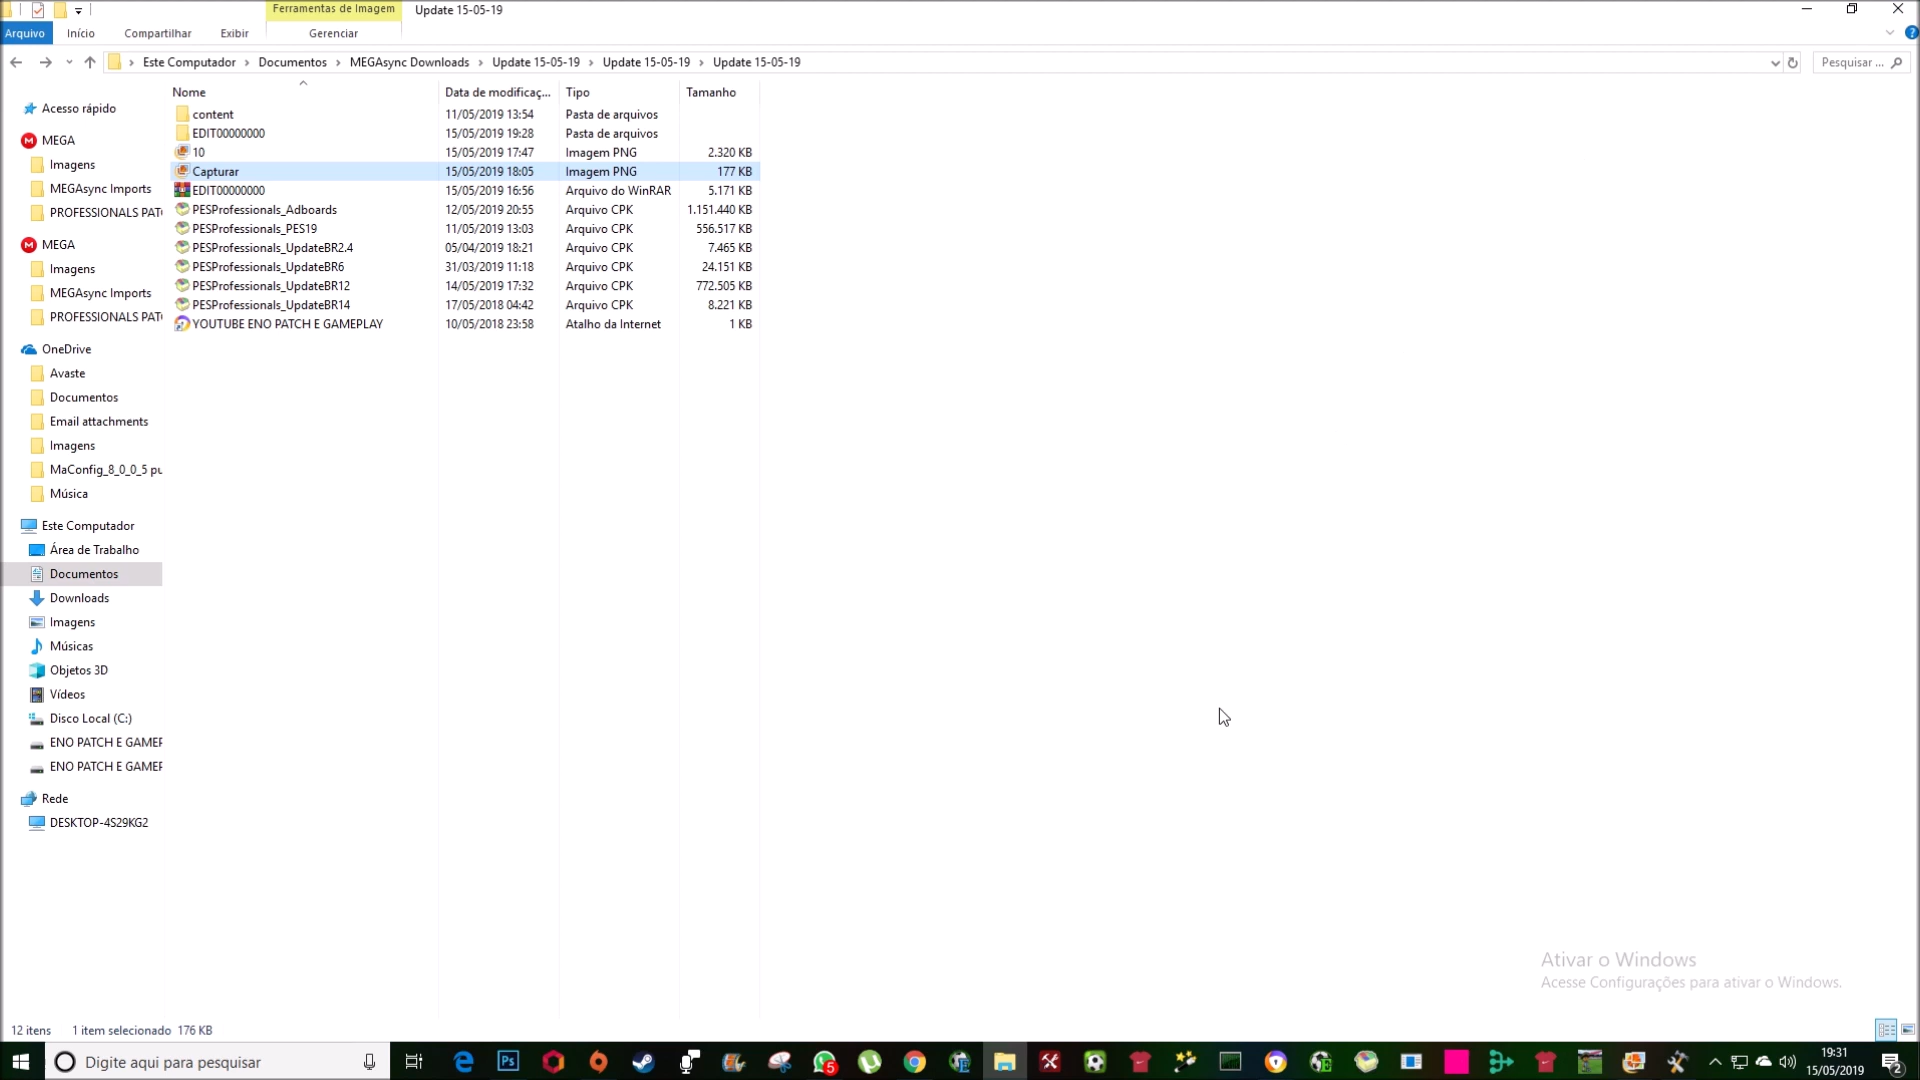 Ferramentas de Imagem
Update 15-05-19
Arquivo
Início
Compartilhar
Exibir
Gerenciar
Este Computador › Documentos › MEGAsync Downloads › Update 15-05-19 › Update 15-05-19 › Update 15-05-19
Pesquisar ...
Acesso rápido
MEGA
Imagens
MEGAsync Imports
PROFESSIONALS PAT
MEGA
Imagens
MEGAsync Imports
PROFESSIONALS PAT
OneDrive
Avaste
Documentos
Email attachments
Imagens
MaConfig_8_0_0_5 pu
Música
Este Computador
Área de Trabalho
Documentos
Downloads
Imagens
Músicas
Objetos 3D
Vídeos
Disco Local (C:)
ENO PATCH E GAMEP
ENO PATCH E GAMEP
Rede
DESKTOP-4S29KG2
Nome Data de modificaç... Tipo Tamanho
content 11/05/2019 13:54 Pasta de arquivos
EDIT00000000 15/05/2019 19:28 Pasta de arquivos
10 15/05/2019 17:47 Imagem PNG 2.320 KB
Capturar 15/05/2019 18:05 Imagem PNG 177 KB
EDIT00000000 15/05/2019 16:56 Arquivo do WinRAR 5.171 KB
PESProfessionals_Adboards 12/05/2019 20:55 Arquivo CPK 1.151.440 KB
PESProfessionals_PES19 11/05/2019 13:03 Arquivo CPK 556.517 KB
PESProfessionals_UpdateBR2.4 05/04/2019 18:21 Arquivo CPK 7.465 KB
PESProfessionals_UpdateBR6 31/03/2019 11:18 Arquivo CPK 24.151 KB
PESProfessionals_UpdateBR12 14/05/2019 17:32 Arquivo CPK 772.505 KB
PESProfessionals_UpdateBR14 17/05/2018 04:42 Arquivo CPK 8.221 KB
YOUTUBE ENO PATCH E GAMEPLAY 10/05/2018 23:58 Atalho da Internet 1 KB
Ativar o Windows
Acesse Configurações para ativar o Windows.
12 itens 1 item selecionado 176 KB
Digite aqui para pesquisar
Ps
5
19:31
15/05/2019
2